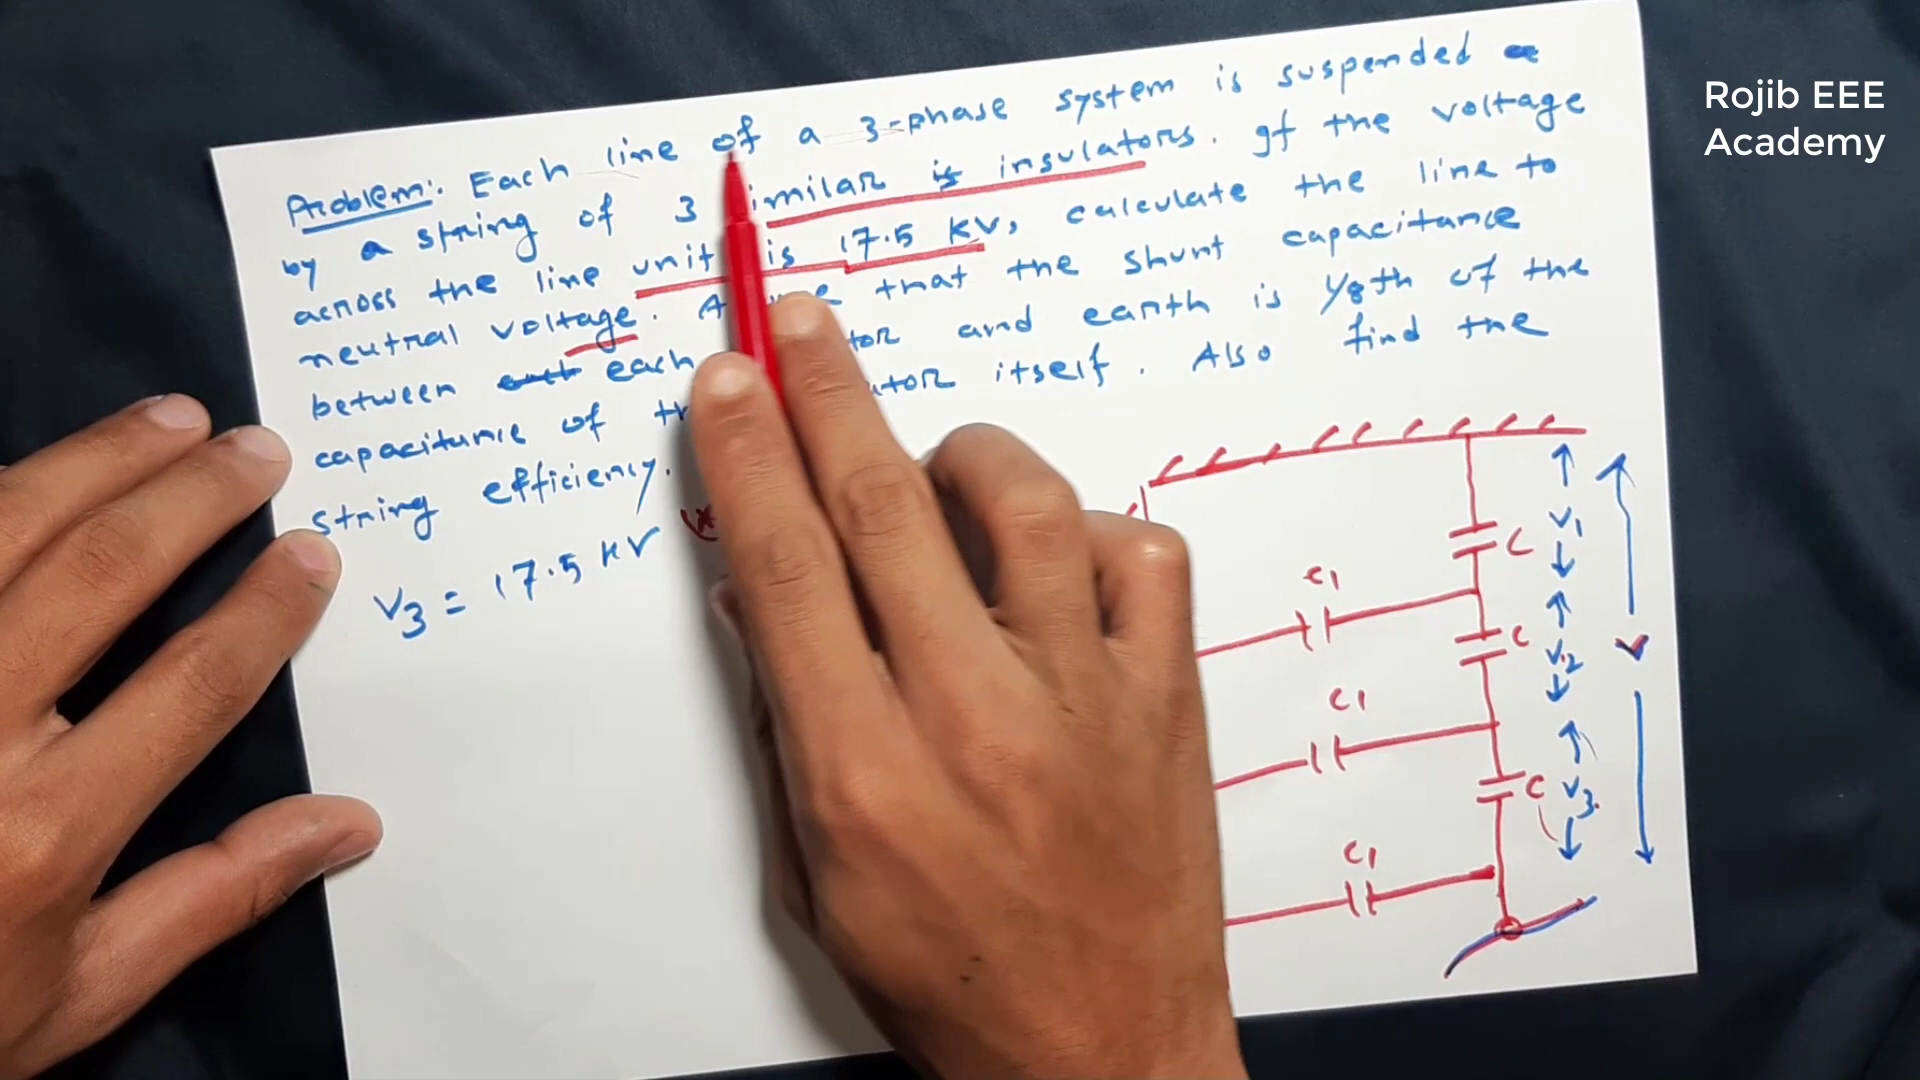 Problem: Each line of a 3-phase system is suspended
by a string of 3 similar insulators. If the voltage
across the line unit is 17.5 KV, calculate the line to
neutral voltage. that the shunt capacitance
between each and earth is 1/8th of the
capacitance of itself. Also find the
string efficiency.
V3 = 17.5 KV
C V1
C1
C V2 V
C1
C V3
C1
Rojib EEE
Academy